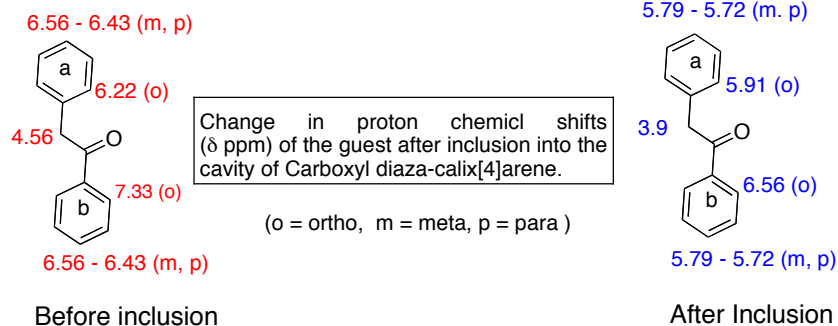 6.56 - 6.43 (m, p)
a
6.22 (o)
4.56
O
7.33 (o)
b
6.56 - 6.43 (m, p)
Before inclusion
Change in proton chemicl shifts
(δ ppm) of the guest after inclusion into the
cavity of Carboxyl diaza-calix[4]arene.
(o = ortho, m = meta, p = para )
5.79 - 5.72 (m. p)
a
5.91 (o)
3.9
O
6.56 (o)
b
5.79 - 5.72 (m, p)
After Inclusion